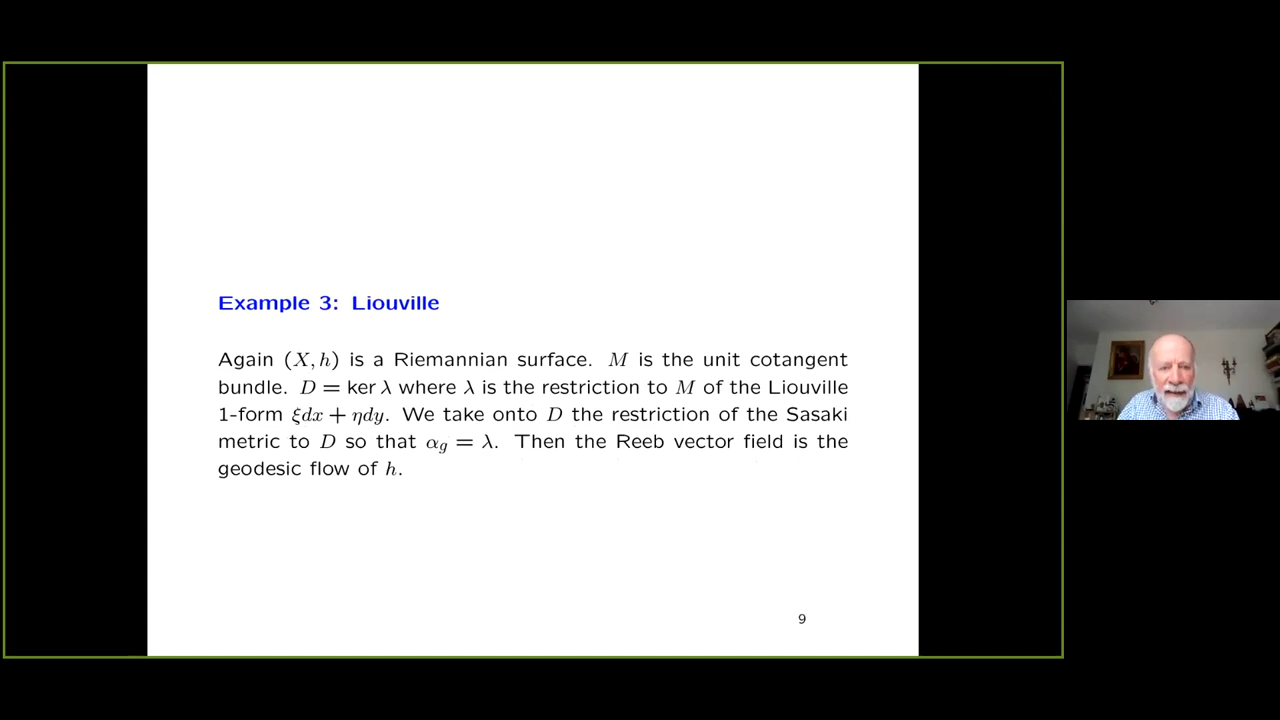 Example 3: Liouville
Again (X, h) is a Riemannian surface. M is the unit cotangent
bundle. D = ker λ where λ is the restriction to M of the Liouville
1-form ξdx + ηdy. We take onto D the restriction of the Sasaki
metric to D so that α_g = λ. Then the Reeb vector field is the
geodesic flow of h.
9